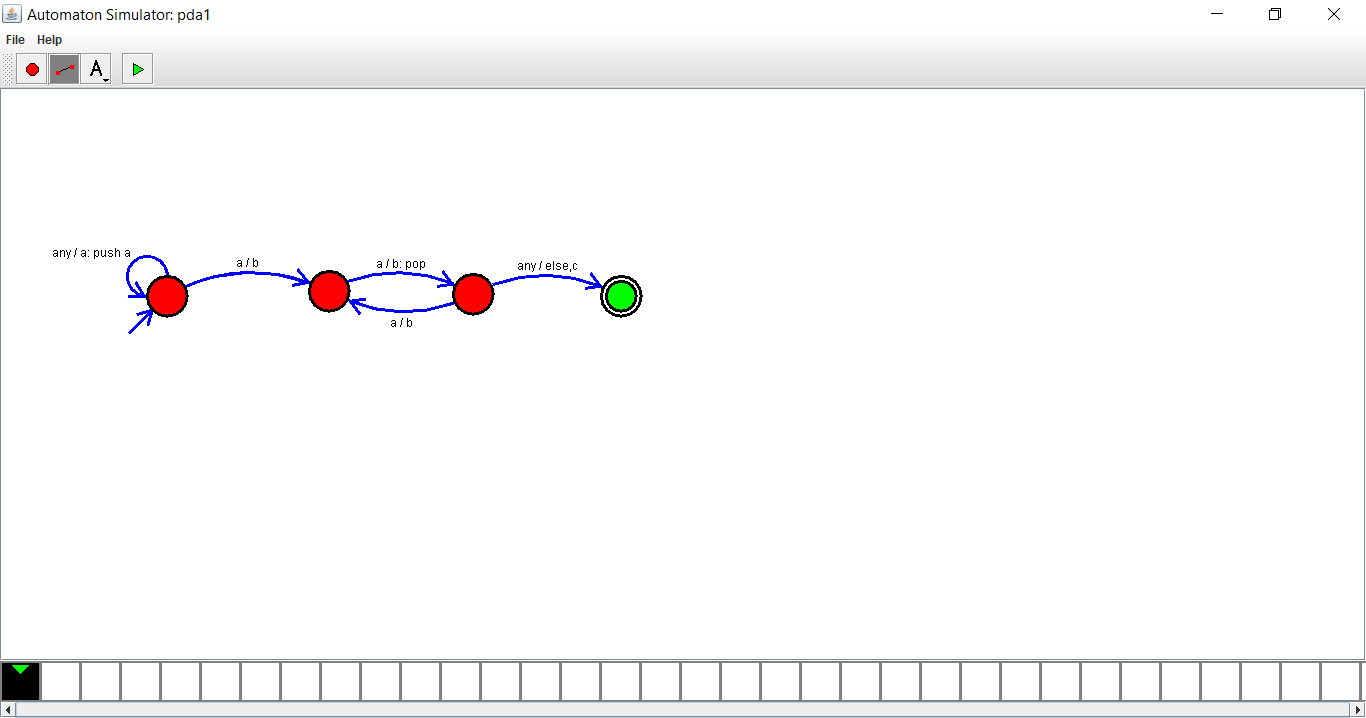 Automaton Simulator: pda1
File Help
A
any / a: push a
a / b
a / b: pop
any / else,c
a / b